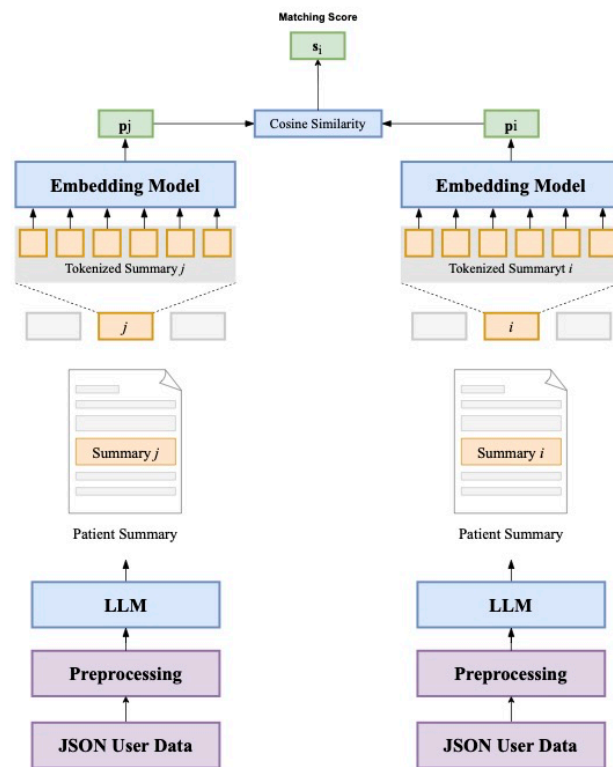 Matching Score
si
pj
Cosine Similarity
pi
Embedding Model
Embedding Model
Tokenized Summary j
Tokenized Summaryt i
j
i
Summary j
Summary i
Patient Summary
Patient Summary
LLM
LLM
Preprocessing
Preprocessing
JSON User Data
JSON User Data